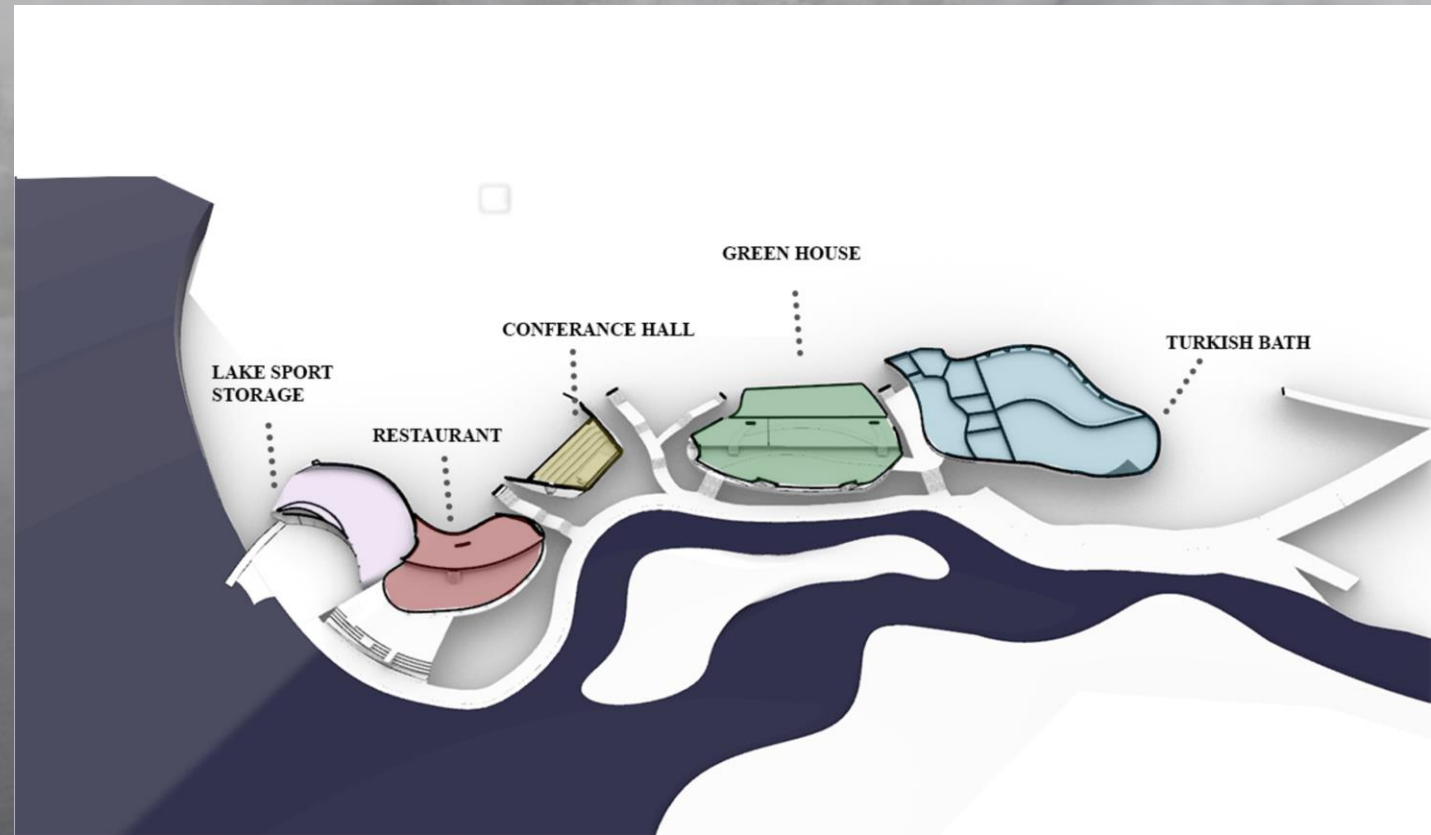 GREEN HOUSE
CONFERANCE HALL
TURKISH BATH
LAKE SPORT
STORAGE
RESTAURANT